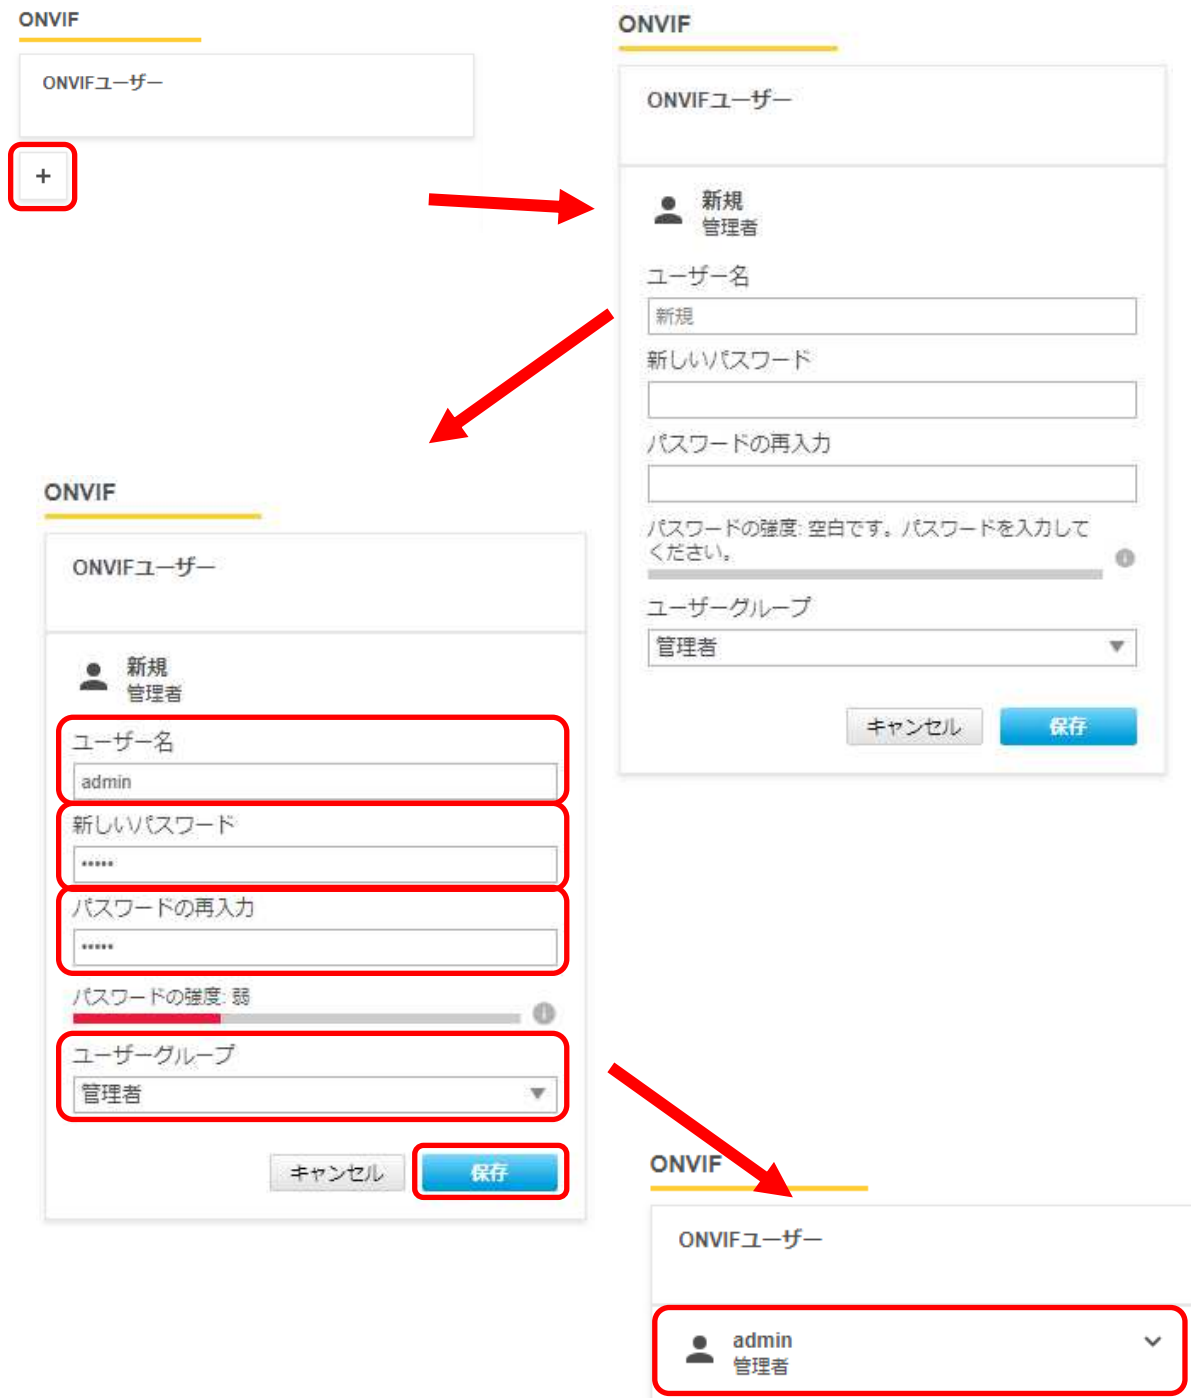 ONVIF
ONVIFユーザー
+
ONVIF
ONVIFユーザー
新規
管理者
ユーザー名
新規
新しいパスワード
パスワードの再入力
パスワードの強度: 空白です。パスワードを入力して
ください。
ユーザーグループ
管理者
キャンセル
保存
ONVIF
ONVIFユーザー
新規
管理者
ユーザー名
admin
新しいパスワード
•••••
パスワードの再入力
•••••
パスワードの強度: 弱
ユーザーグループ
管理者
キャンセル
保存
ONVIF
ONVIFユーザー
admin
管理者